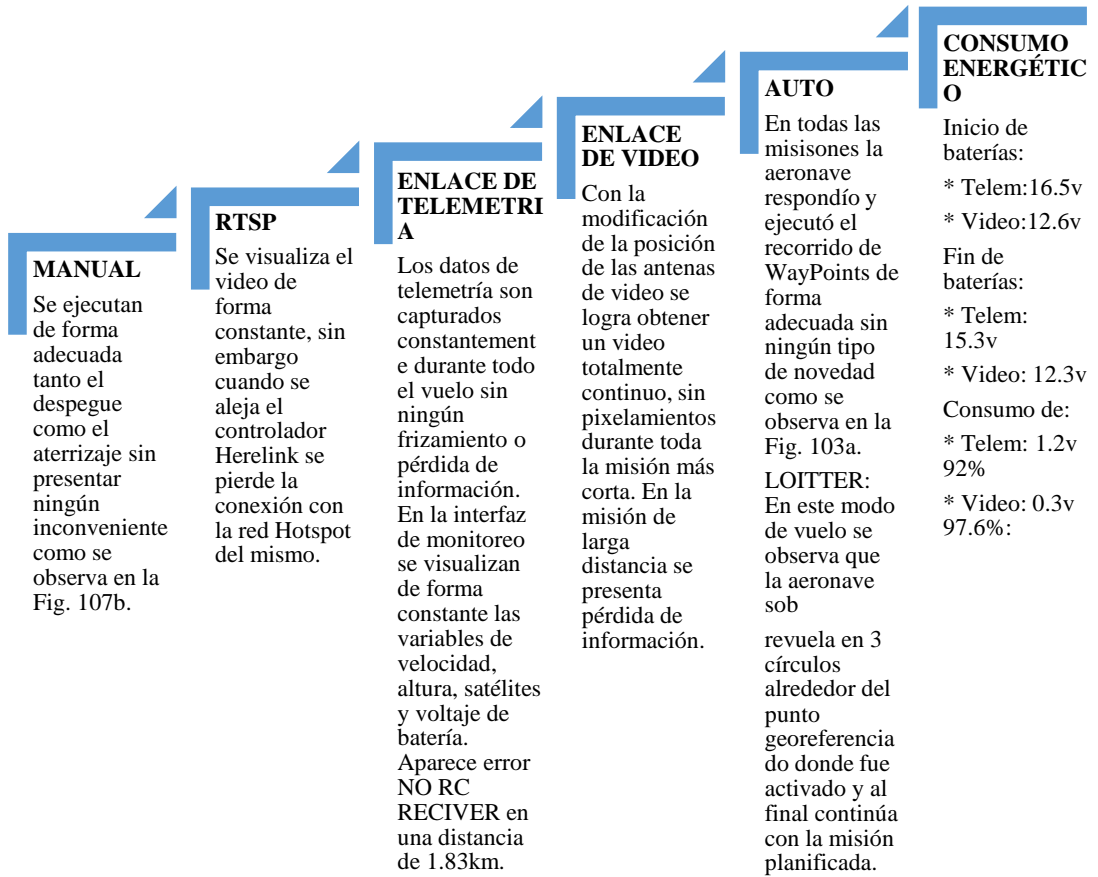 MANUAL
Se ejecutan
de forma
adecuada
tanto el
despegue
como el
aterrizaje sin
presentar
ningún
inconveniente
como se
observa en la
Fig. 107b.
RTSP
Se visualiza el
video de
forma
constante, sin
embargo
cuando se
aleja el
controlador
Herelink se
pierde la
conexión con
la red Hotspot
del mismo.
ENLACE DE
TELEMETRI
A
Los datos de
telemetría son
capturados
constantement
e durante todo
el vuelo sin
ningún
frizamiento o
pérdida de
información.
En la interfaz
de monitoreo
se visualizan
de forma
constante las
variables de
velocidad,
altura, satélites
y voltaje de
batería.
Aparece error
NO RC
RECIVER en
una distancia
de 1.83km.
ENLACE
DE VIDEO
Con la
modificación
de la posición
de las antenas
de video se
logra obtener
un video
totalmente
continuo, sin
pixelamientos
durante toda
la misión más
corta. En la
misión de
larga
distancia se
presenta
pérdida de
información.
AUTO
En todas las
misisones la
aeronave
respondío y
ejecutó el
recorrido de
WayPoints de
forma
adecuada sin
ningún tipo
de novedad
como se
observa en la
Fig. 103a.
LOITTER:
En este modo
de vuelo se
observa que
la aeronave
sob
revuela en 3
círculos
alrededor del
punto
georeferencia
do donde fue
activado y al
final continúa
con la misión
planificada.
CONSUMO
ENERGÉTIC
O
Inicio de
baterías:
* Telem:16.5v
* Video:12.6v
Fin de
baterías:
* Telem:
15.3v
* Video: 12.3v
Consumo de:
* Telem: 1.2v
92%
* Video: 0.3v
97.6%: